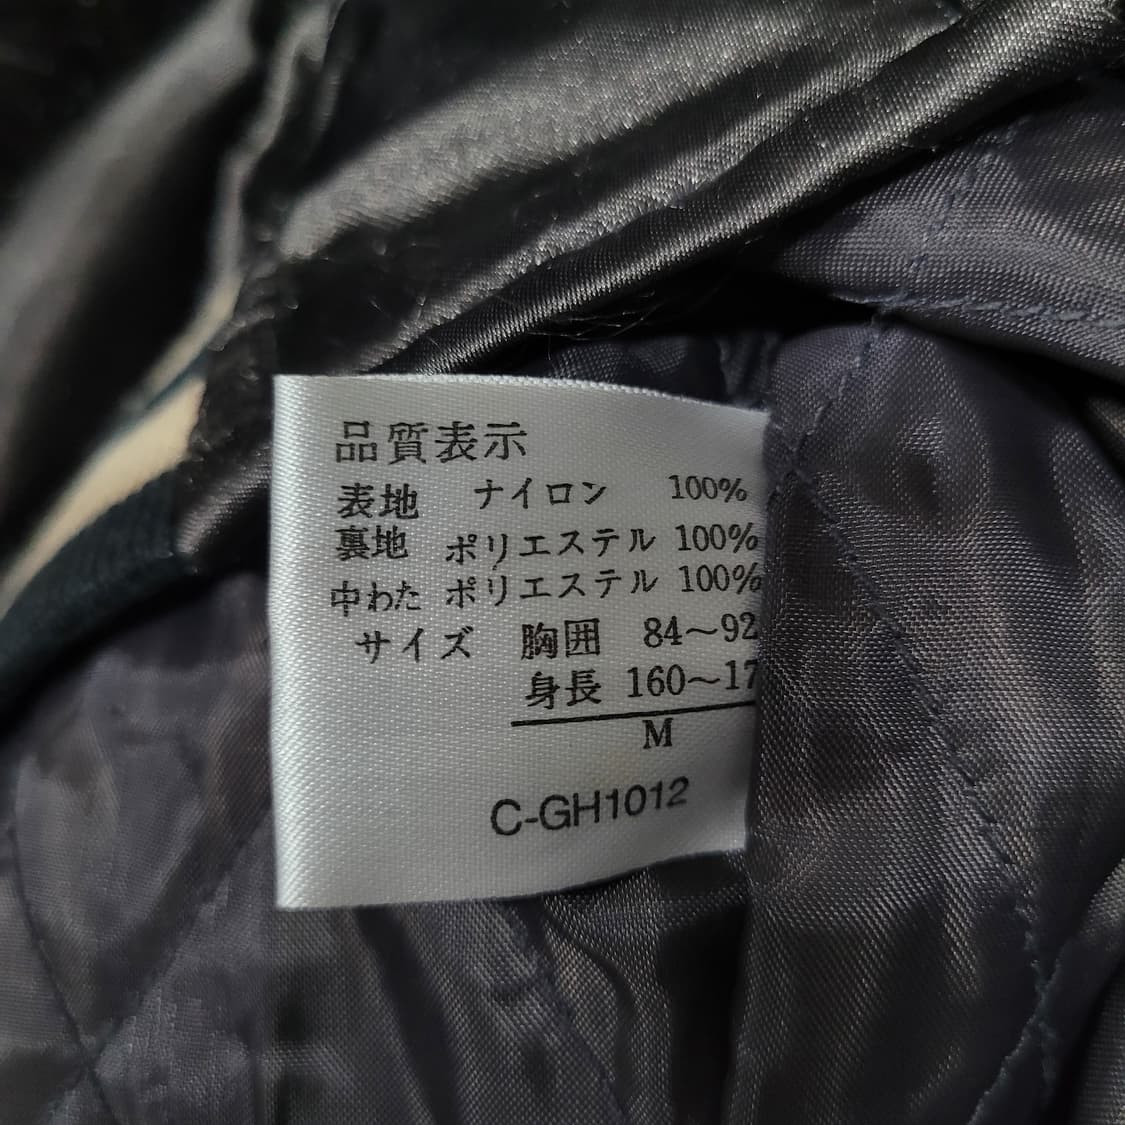 品質表示
表地 ナイロン 100%
裏地 ポリエステル 100%
中わた ポリエステル 100%
サイズ 胸囲 84〜92
身長 160〜17
M
C-GH1012